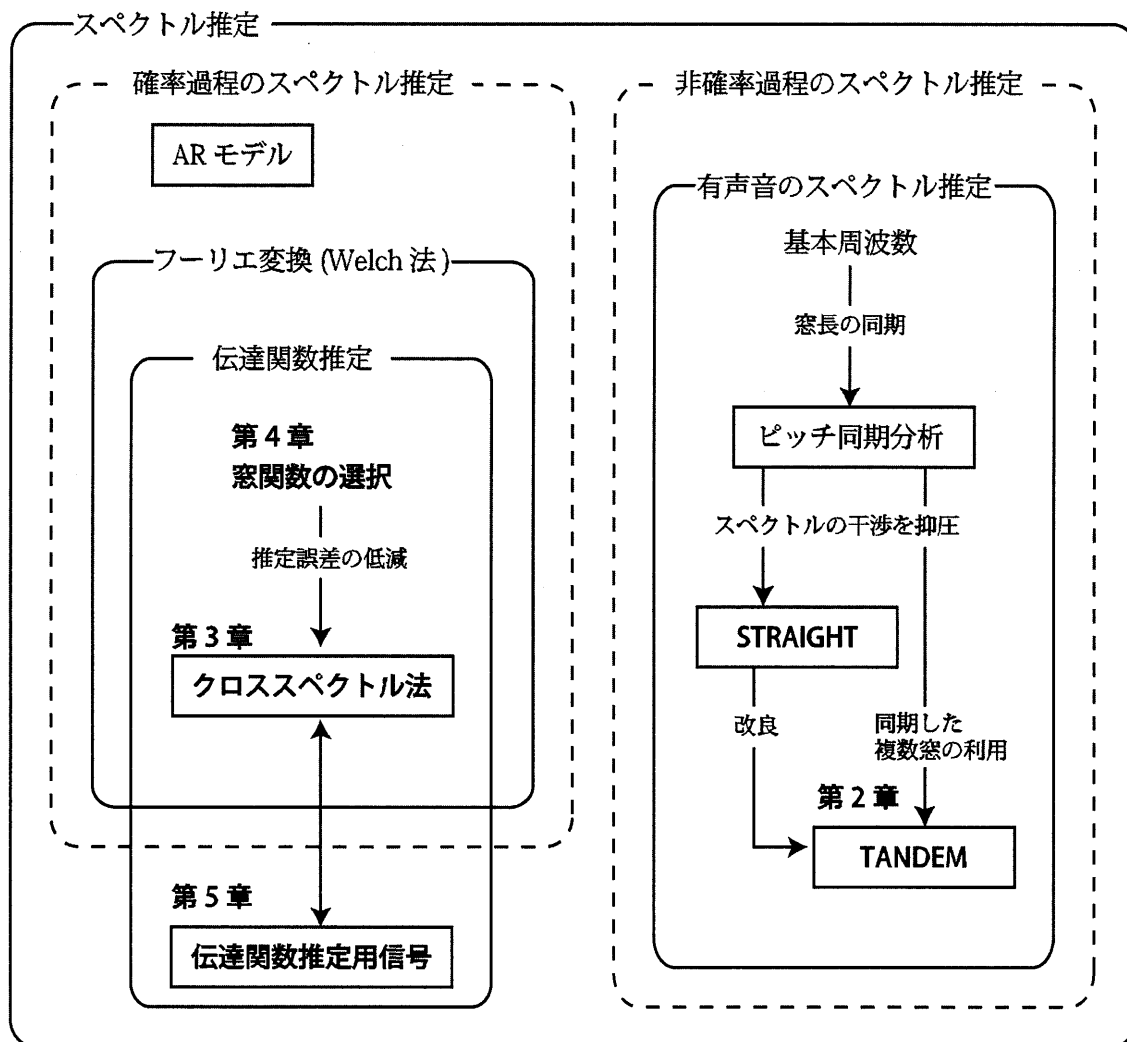 スペクトル推定
確率過程のスペクトル推定
ARモデル
フーリエ変換 (Welch 法)
伝達関数推定
第4章
窓関数の選択
推定誤差の低減
第3章
クロススペクトル法
第5章
伝達関数推定用信号
非確率過程のスペクトル推定
有声音のスペクトル推定
基本周波数
窓長の同期
ピッチ同期分析
スペクトルの干渉を抑圧
STRAIGHT
改良
同期した
複数窓の利用
第2章
TANDEM